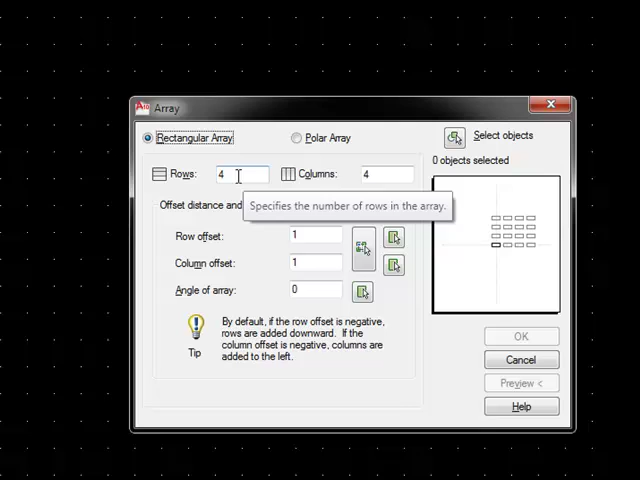 A10 Array
Rectangular Array Polar Array Select objects
0 objects selected
Rows: 4 Columns: 4
Offset distance and
Specifies the number of rows in the array.
Row offset: 1
Column offset: 1
Angle of array: 0
By default, if the row offset is negative,
rows are added downward. If the
column offset is negative, columns are
added to the left.
Tip
OK
Cancel
Preview <
Help